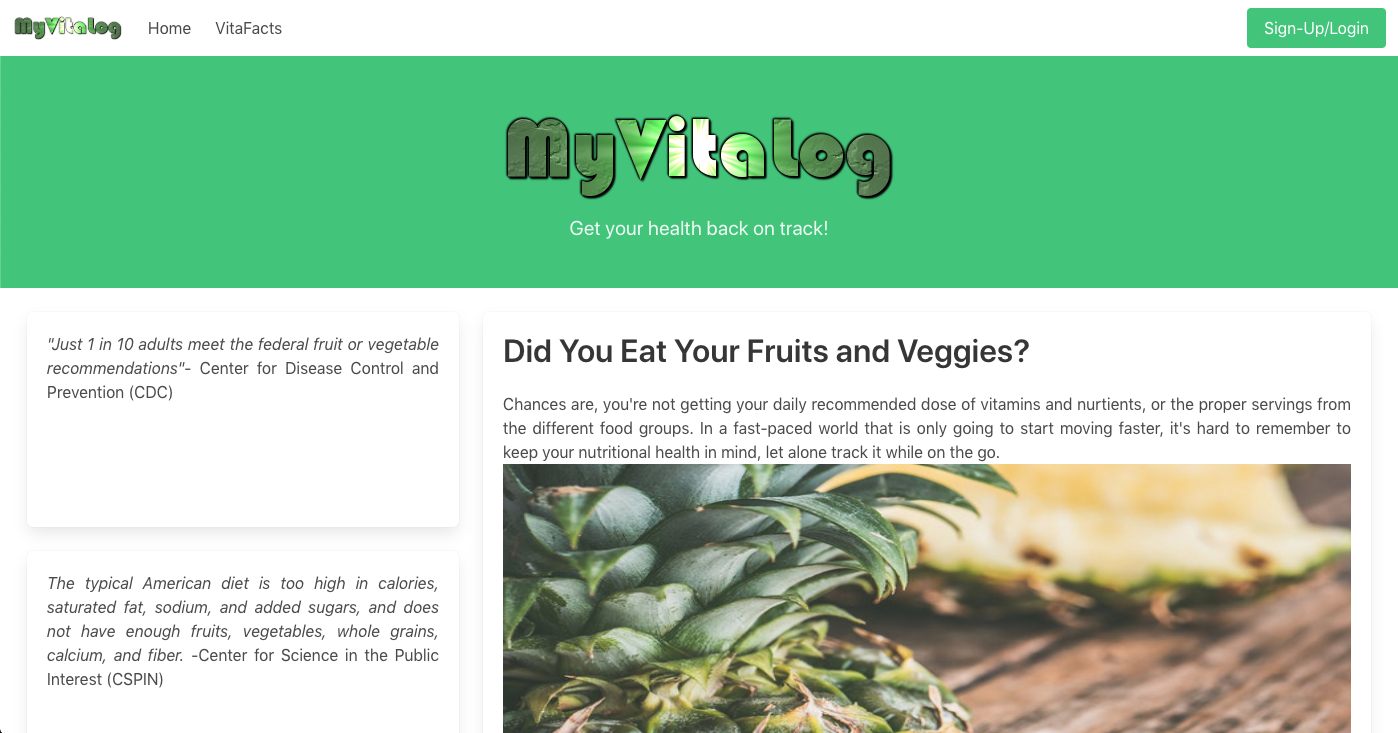 MyVitaLog Home VitaFacts Sign-Up/Login
MyVitaLog
Get your health back on track!
"Just 1 in 10 adults meet the federal fruit or vegetable
recommendations"- Center for Disease Control and
Prevention (CDC)
The typical American diet is too high in calories,
saturated fat, sodium, and added sugars, and does
not have enough fruits, vegetables, whole grains,
calcium, and fiber. -Center for Science in the Public
Interest (CSPIN)
Did You Eat Your Fruits and Veggies?
Chances are, you're not getting your daily recommended dose of vitamins and nurtients, or the proper servings from
the different food groups. In a fast-paced world that is only going to start moving faster, it's hard to remember to
keep your nutritional health in mind, let alone track it while on the go.